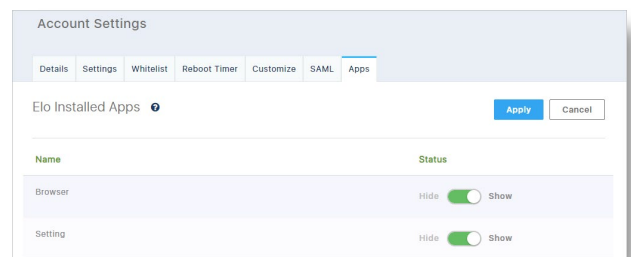 Account Settings
Details Settings Whitelist Reboot Timer Customize SAML Apps
Elo Installed Apps ?
Apply Cancel
Name Status
Browser Hide Show
Setting Hide Show